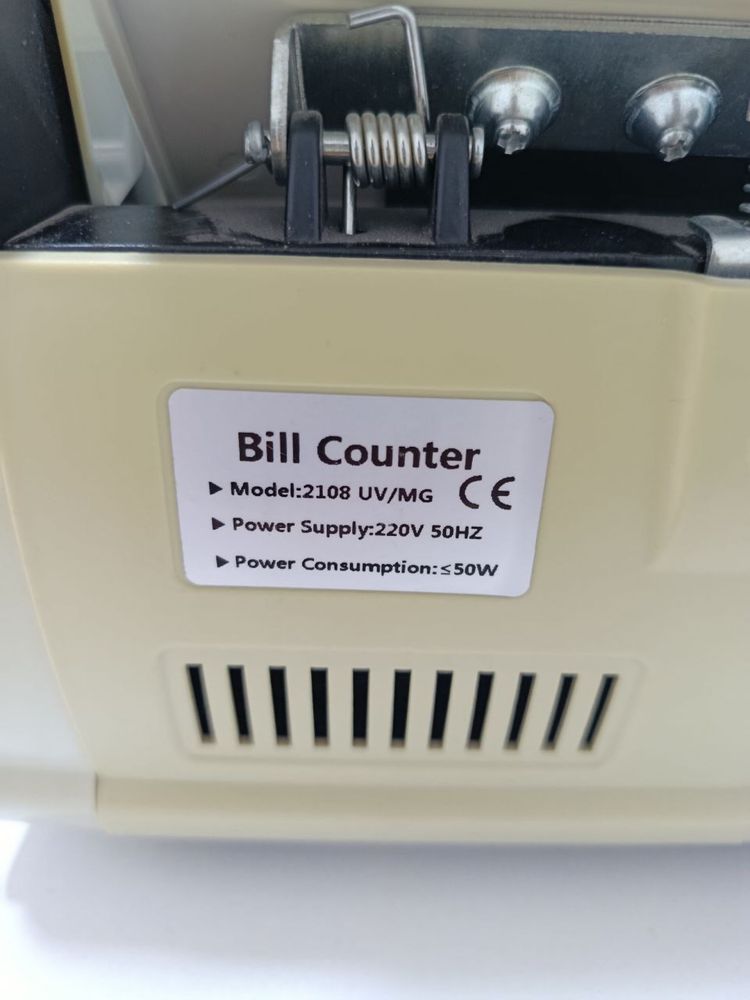 Bill Counter
▶ Model:2108 UV/MG CE
▶ Power Supply:220V 50HZ
▶ Power Consumption:≤50W